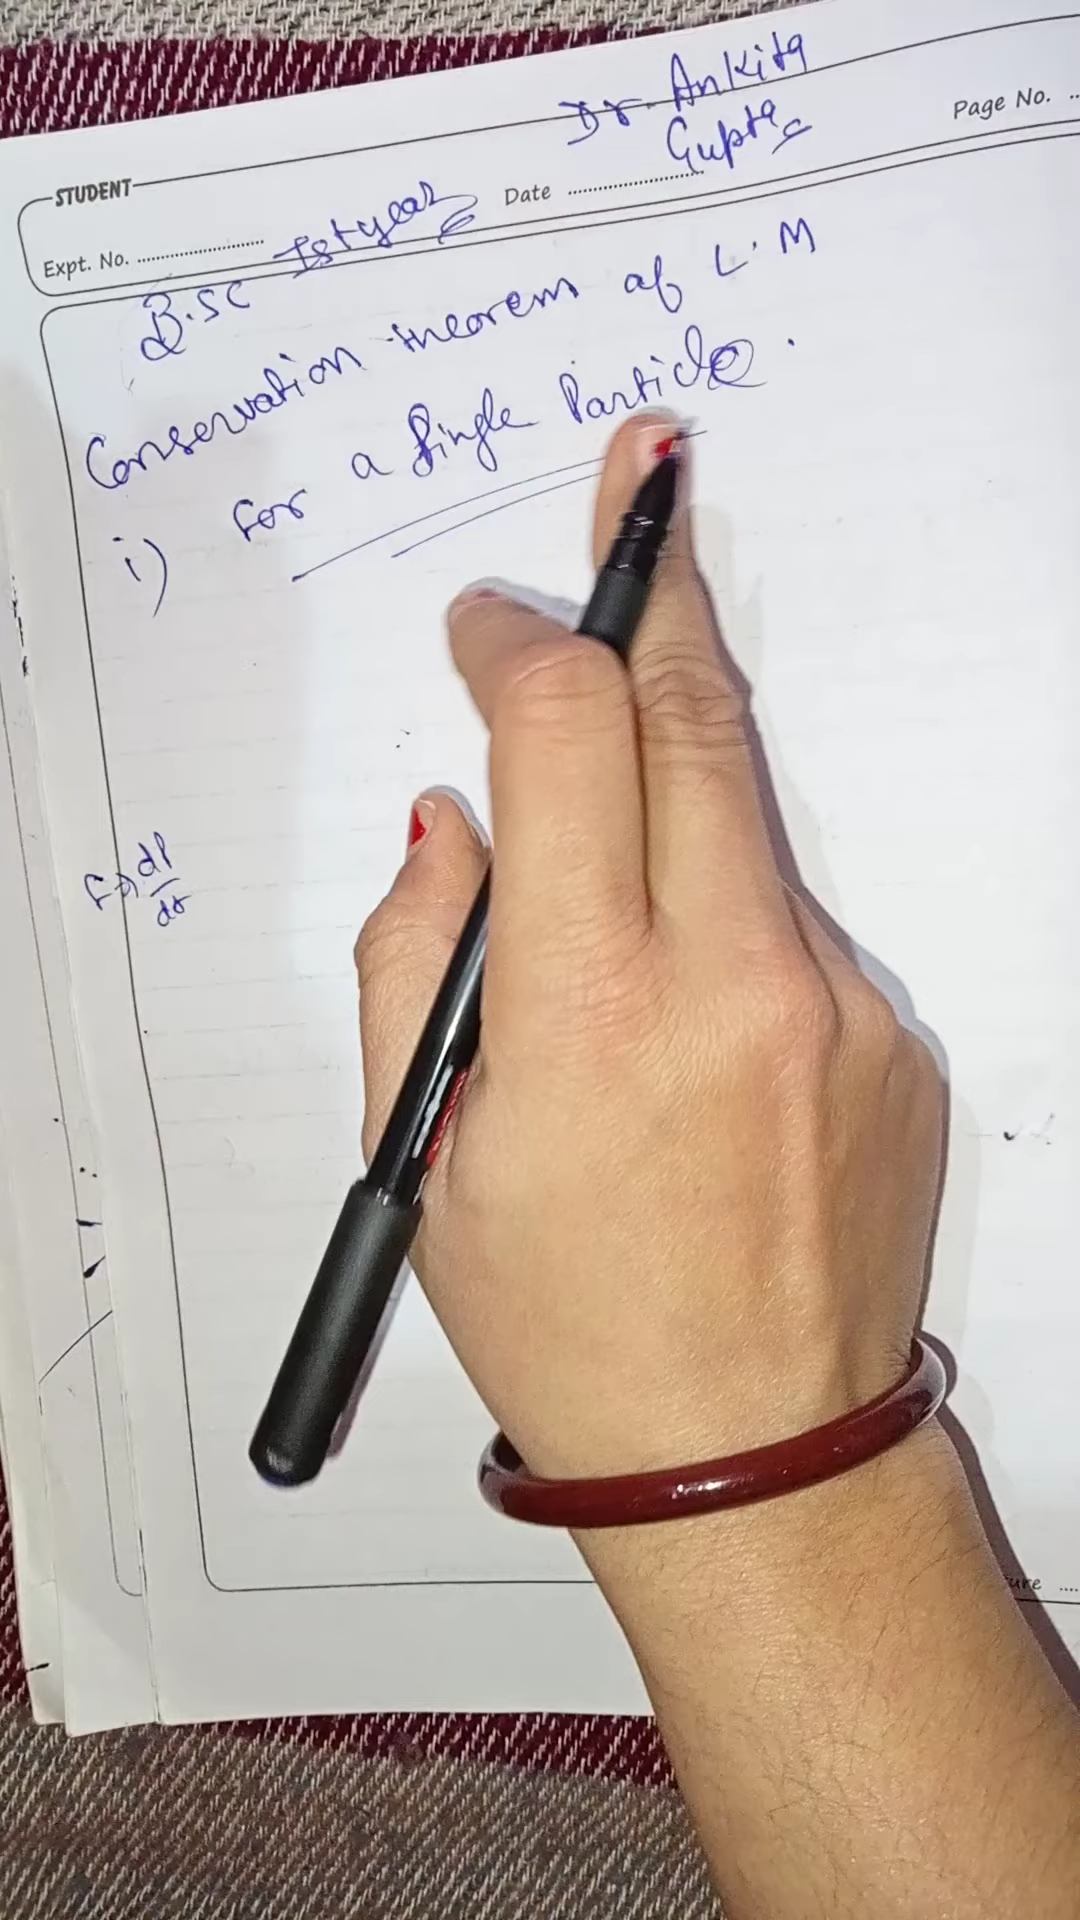 Dr. Ankita
Gupta
Page No. ..
STUDENT
Expt. No. ........................
Ist year
Date ........................
B.SC
Conservation theorem of L.M
i) For a Single Particle.
F = dP/dt
ure ....